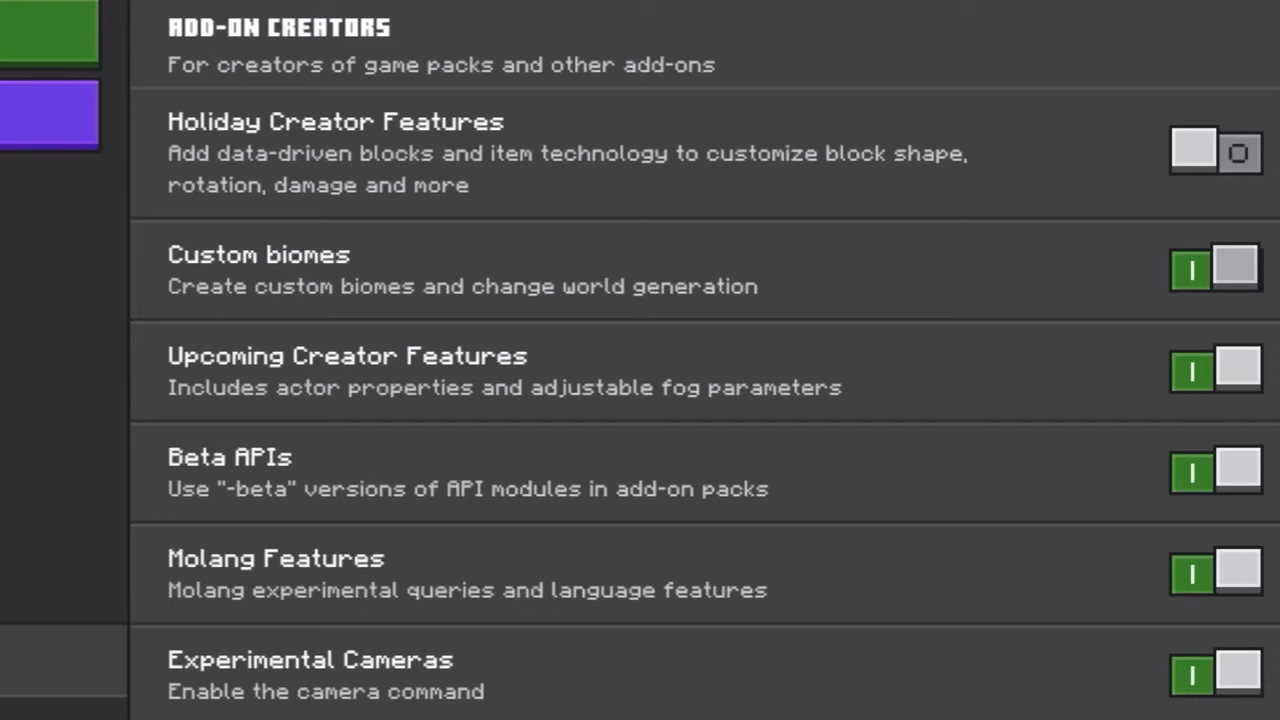 ADD-ON CREATORS
For creators of game packs and other add-ons
Holiday Creator Features
Add data-driven blocks and item technology to customize block shape,
rotation, damage and more
Custom biomes
Create custom biomes and change world generation
Upcoming Creator Features
Includes actor properties and adjustable fog parameters
Beta APIs
Use "-beta" versions of API modules in add-on packs
Molang Features
Molang experimental queries and language features
Experimental Cameras
Enable the camera command